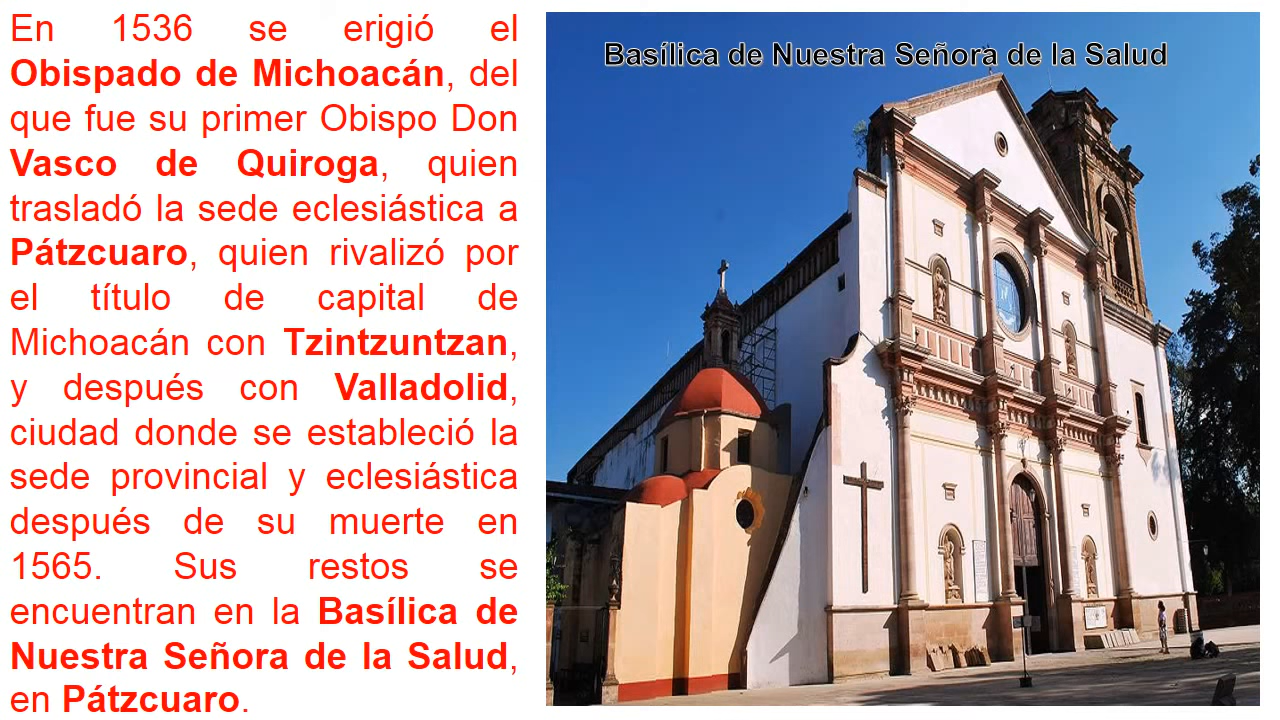 En 1536 se erigió el
Obispado de Michoacán, del
que fue su primer Obispo Don
Vasco de Quiroga, quien
trasladó la sede eclesiástica a
Pátzcuaro, quien rivalizó por
el título de capital de
Michoacán con Tzintzuntzan,
y después con Valladolid,
ciudad donde se estableció la
sede provincial y eclesiástica
después de su muerte en
1565. Sus restos se
encuentran en la Basílica de
Nuestra Señora de la Salud,
en Pátzcuaro.
Basílica de Nuestra Señora de la Salud